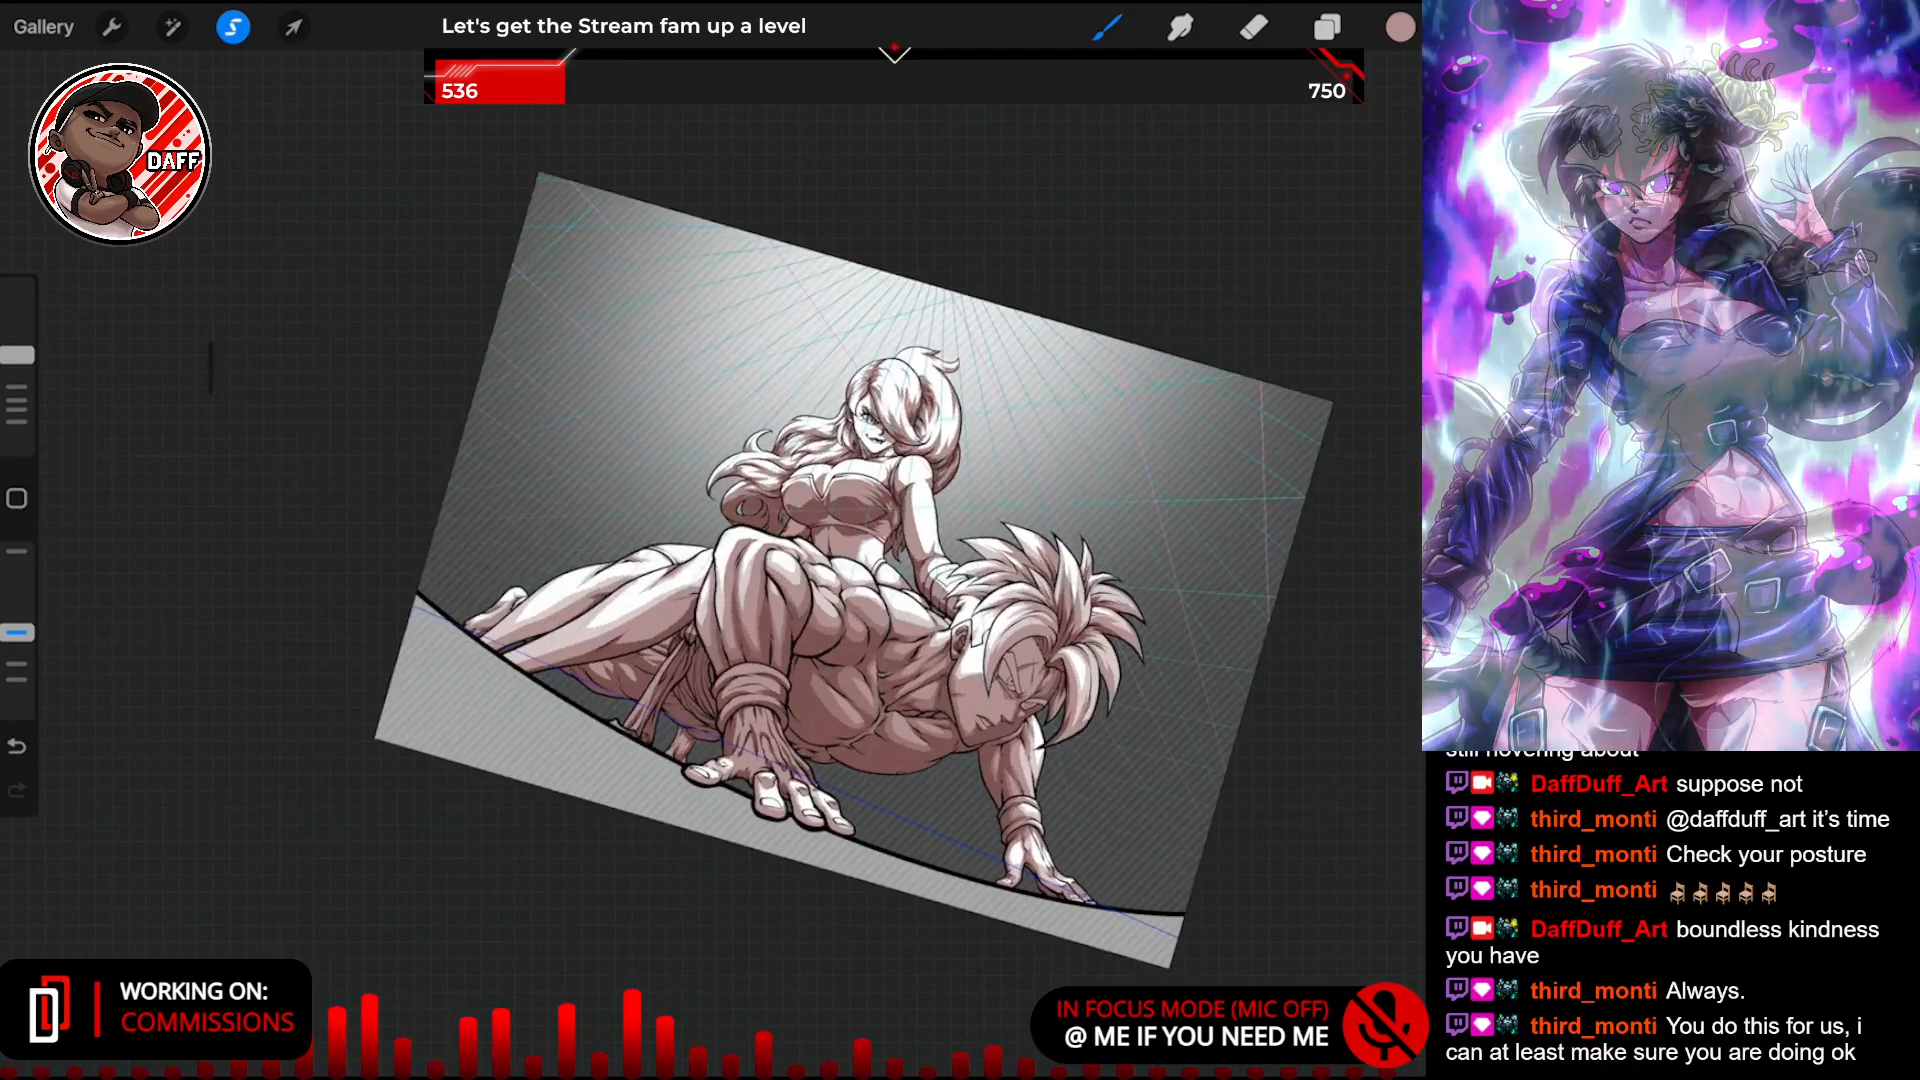 Gallery
Let's get the Stream fam up a level
536
750
DAFF
still hovering about
DaffDuff_Art suppose not
third_monti @daffduff_art it's time
third_monti Check your posture
third_monti
DaffDuff_Art boundless kindness
you have
third_monti Always.
third_monti You do this for us, i
can at least make sure you are doing ok
WORKING ON:
COMMISSIONS
IN FOCUS MODE (MIC OFF)
@ ME IF YOU NEED ME